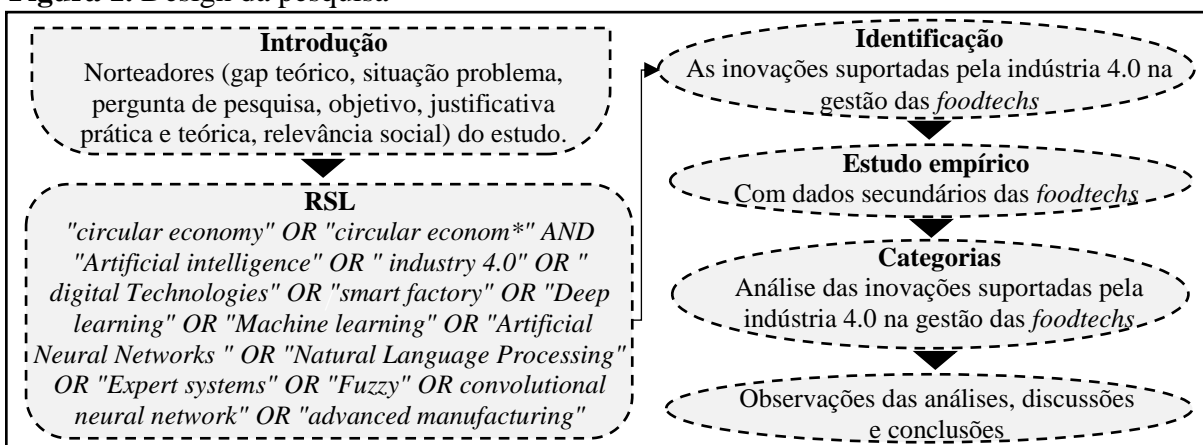 Figura 1. Design da pesquisa
Introdução
Norteadores (gap teórico, situação problema,
pergunta de pesquisa, objetivo, justificativa
prática e teórica, relevância social) do estudo.
RSL
"circular economy" OR "circular econom*" AND
"Artificial intelligence" OR " industry 4.0" OR "
digital Technologies" OR "smart factory" OR "Deep
learning" OR "Machine learning" OR "Artificial
Neural Networks " OR "Natural Language Processing"
OR "Expert systems" OR "Fuzzy" OR convolutional
neural network" OR "advanced manufacturing"
Identificação
As inovações suportadas pela indústria 4.0 na
gestão das foodtechs
Estudo empírico
Com dados secundários das foodtechs
Categorias
Análise das inovações suportadas pela
indústria 4.0 na gestão das foodtechs
Observações das análises, discussões
e conclusões